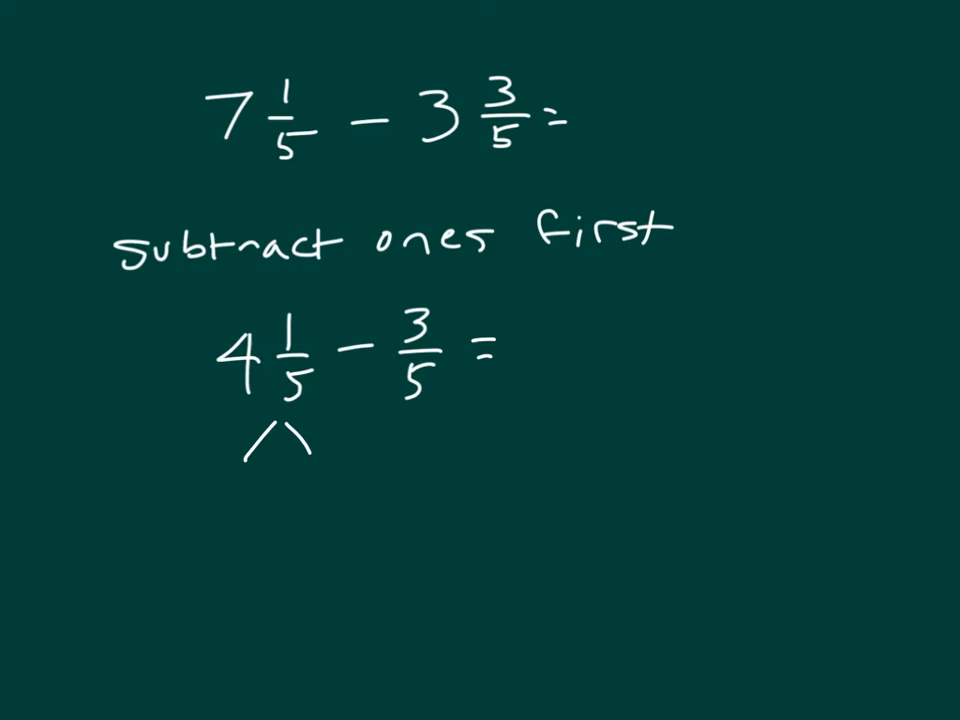 7 1/5 − 3 3/5 =
subtract ones first
4 1/5 − 3/5 =